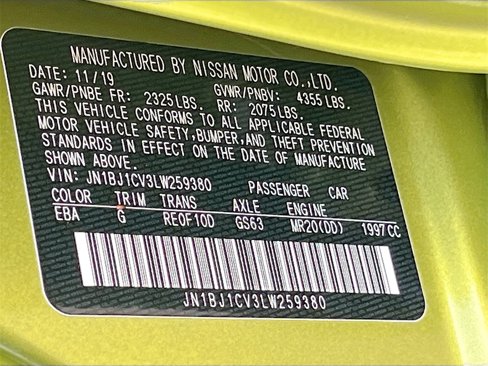 MANUFACTURED BY NISSAN MOTOR CO.,LTD.
DATE: 11/19 GVWR/PNBV: 4355 LBS.
GAWR/PNBE FR: 2325 LBS. RR: 2075 LBS.
THIS VEHICLE CONFORMS TO ALL APPLICABLE FEDERAL
MOTOR VEHICLE SAFETY,BUMPER,AND THEFT PREVENTION
STANDARDS IN EFFECT ON THE DATE OF MANUFACTURE
SHOWN ABOVE.
VIN: JN1BJ1CV3LW259380 PASSENGER CAR
COLOR TRIM TRANS AXLE ENGINE
EBA G RE0F10D GS63 MR20(DD) 1997CC
JN1BJ1CV3LW259380